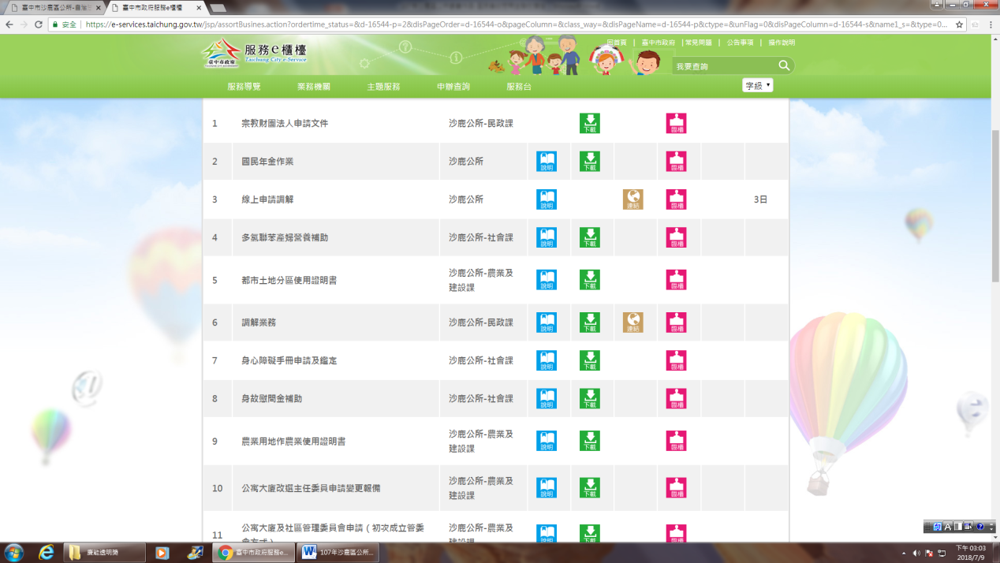 臺中市沙鹿區公所-自治
臺中市政府服務e櫃檯
安全
https://e-services.taichung.gov.tw/jsp/assortBusines.action?ordertime_status=&d-16544-p=2&disPageOrder=d-16544-o&pageColumn=&class_way=&disPageName=d-16544-p&ctype=&unFlag=0&disPageColumn=d-16544-s&name1_s=&type=0...
臺中市政府
服務e櫃檯
Taichung City e-Service
回首頁 | 臺中市政府 | 常見問題 | 公告事項 | 操作說明
我要查詢
服務導覽 業務機關 主題服務 申辦查詢 服務台
字級
1 宗教財團法人申請文件 沙鹿公所-民政課 下載 臨櫃
2 國民年金作業 沙鹿公所 說明 下載 臨櫃
3 線上申請調解 沙鹿公所 說明 連結 臨櫃 3日
4 多氯聯苯產婦營養補助 沙鹿公所-社會課 說明 下載 臨櫃
5 都市土地分區使用證明書 沙鹿公所-農業及建設課 說明 下載 臨櫃
6 調解業務 沙鹿公所-民政課 說明 下載 連結 臨櫃
7 身心障礙手冊申請及鑑定 沙鹿公所-社會課 說明 下載 臨櫃
8 身故慰問金補助 沙鹿公所-社會課 說明 下載 臨櫃
9 農業用地作農業使用證明書 沙鹿公所-農業及建設課 說明 下載 臨櫃
10 公寓大廈改選主任委員申請變更報備 沙鹿公所-農業及建設課 說明 下載 臨櫃
11 公寓大廈及社區管理委員會申請（初次成立管委會方式） 沙鹿公所-農業及建設課 說明 下載 臨櫃
廉能透明獎
臺中市政府服務e...
107年沙鹿區公所...
下午 03:03
2018/7/9